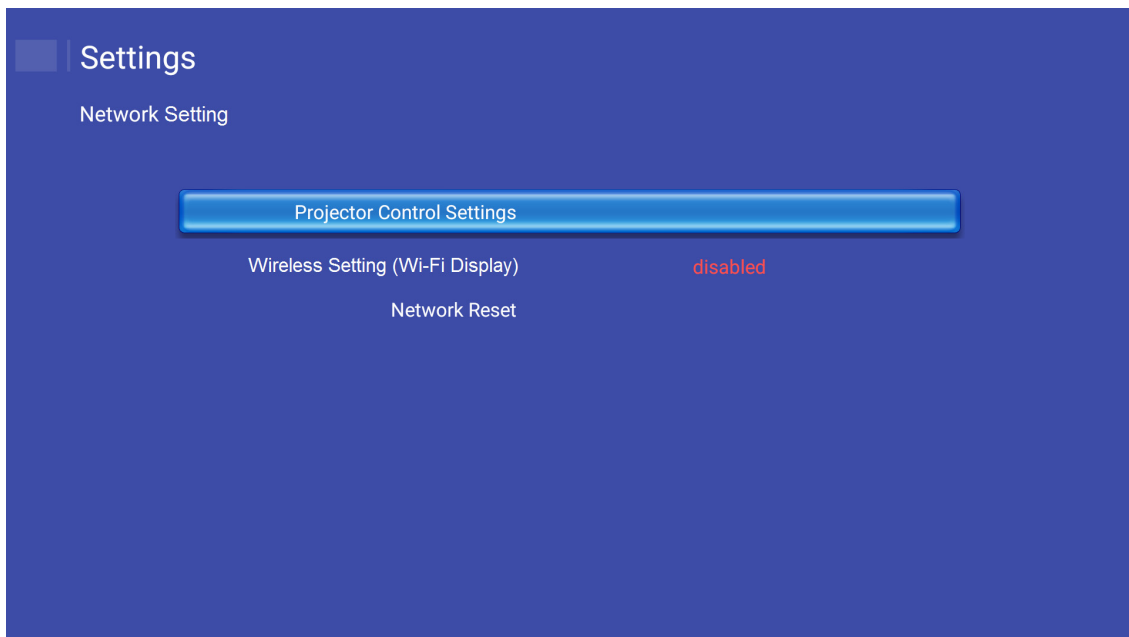 Settings
Network Setting
Projector Control Settings
Wireless Setting (Wi-Fi Display) disabled
Network Reset